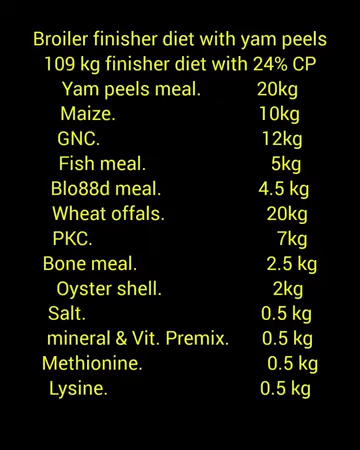 Broiler finisher diet with yam peels
109 kg finisher diet with 24% CP
Yam peels meal. 20kg
Maize. 10kg
GNC. 12kg
Fish meal. 5kg
Blo88d meal. 4.5 kg
Wheat offals. 20kg
PKC. 7kg
Bone meal. 2.5 kg
Oyster shell. 2kg
Salt. 0.5 kg
mineral & Vit. Premix. 0.5 kg
Methionine. 0.5 kg
Lysine. 0.5 kg